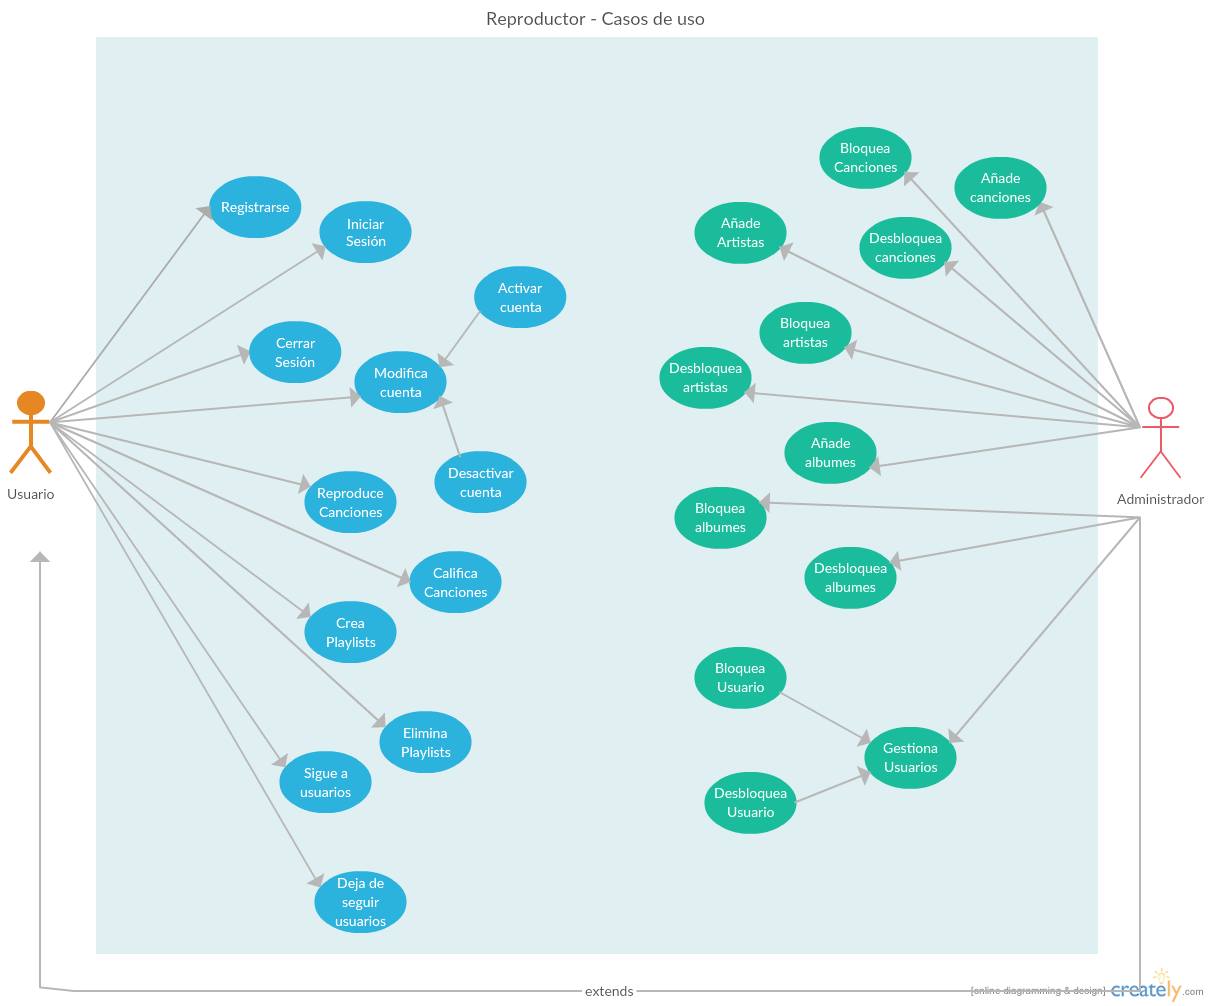 Reproductor - Casos de uso
Registrarse
Iniciar
Sesión
Activar
cuenta
Cerrar
Sesión
Modifica
cuenta
Usuario
Desactivar
cuenta
Reproduce
Canciones
Califica
Canciones
Crea
Playlists
Elimina
Playlists
Sigue a
usuarios
Deja de
seguir
usuarios
Bloquea
Canciones
Añade
canciones
Añade
Artistas
Desbloquea
canciones
Bloquea
artistas
Desbloquea
artistas
Añade
albumes
Administrador
Bloquea
albumes
Desbloquea
albumes
Bloquea
Usuario
Gestiona
Usuarios
Desbloquea
Usuario
extends
[online diagramming & design] creately.com